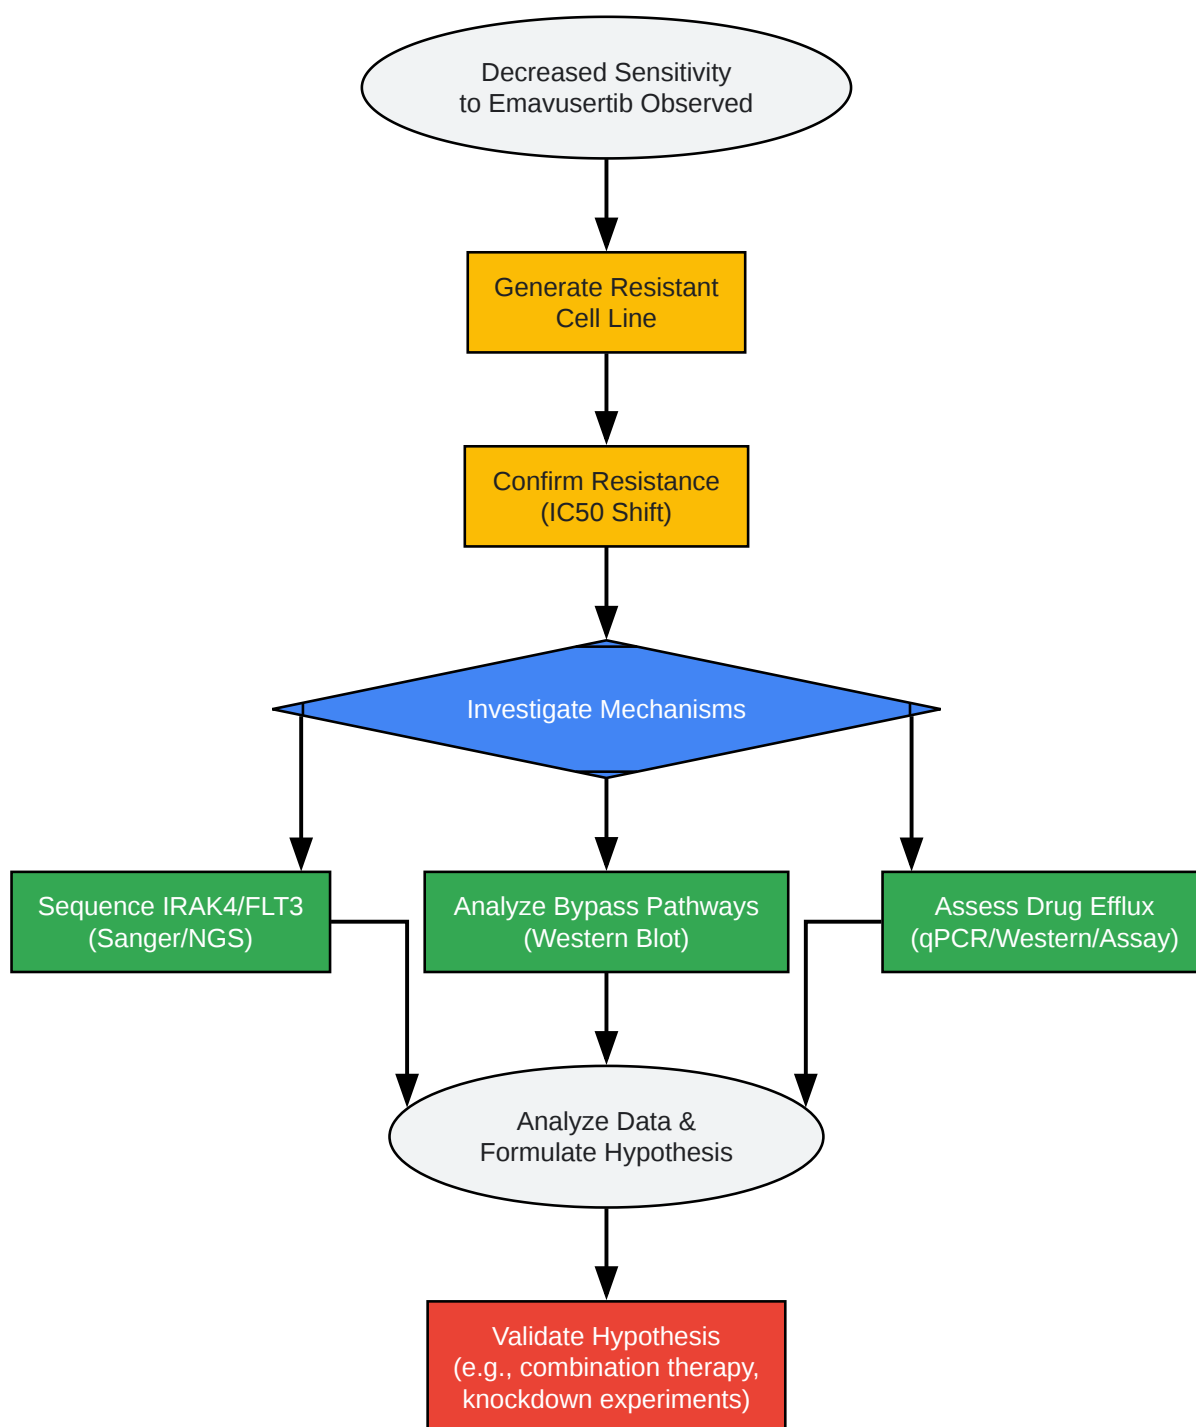 Decreased Sensitivity
to Emavusertib Observed
Generate Resistant
Cell Line
Confirm Resistance
(IC50 Shift)
Investigate Mechanisms
Sequence IRAK4/FLT3
(Sanger/NGS)
Analyze Bypass Pathways
(Western Blot)
Assess Drug Efflux
(qPCR/Western/Assay)
Analyze Data &
Formulate Hypothesis
Validate Hypothesis
(e.g., combination therapy,
knockdown experiments)